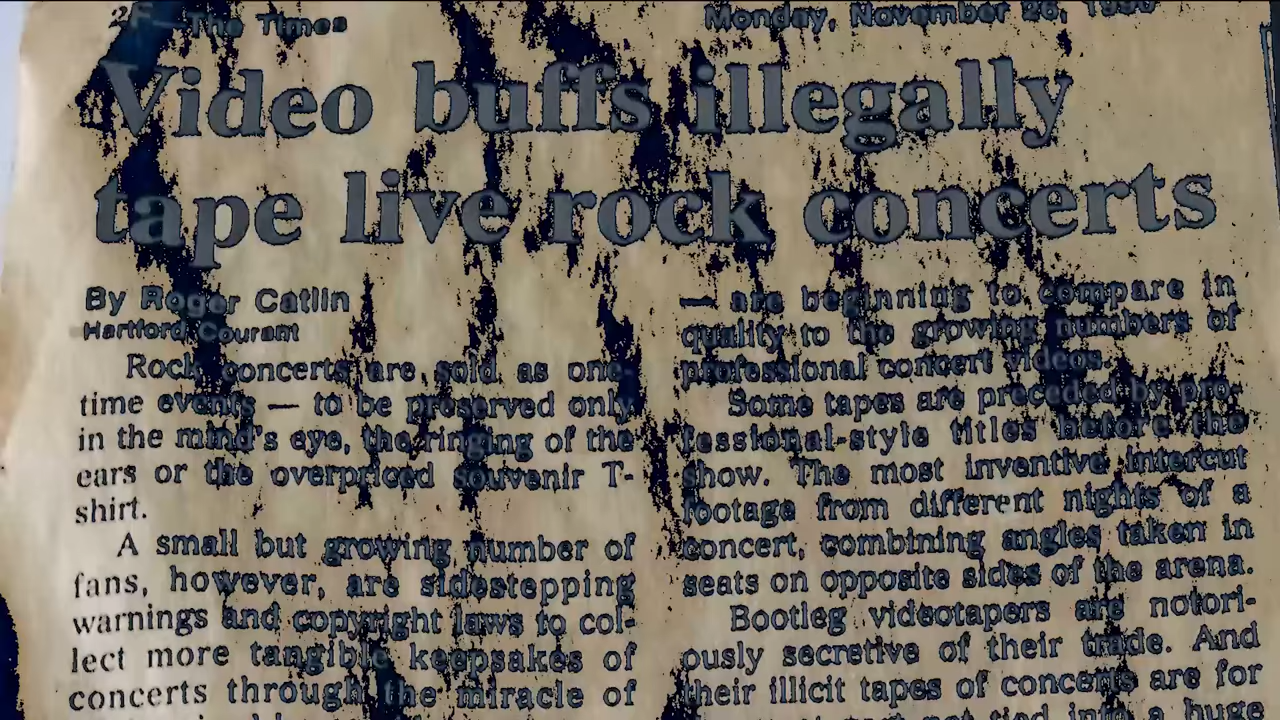 2F—The Times
Monday, November 26,
Video buffs illegally
tape live rock concerts
By Roger Catlin
Hartford Courant
Rock concerts are sold as one-
time events — to be preserved only
in the mind's eye, the ringing of the
ears or the overpriced souvenir T-
shirt.
A small but growing number of
fans, however, are sidestepping
warnings and copyright laws to col-
lect more tangible keepsakes of
concerts through the miracle of
— are beginning to compare in
quality to the growing numbers of
professional concert videos.
Some tapes are preceded by pro-
fessional-style titles before the
show. The most inventive intercut
footage from different nights of a
concert, combining angles taken in
seats on opposite sides of the arena.
Bootleg videotapers are notori-
ously secretive of their trade. And
their illicit tapes of concerts are for
not tied into a huge